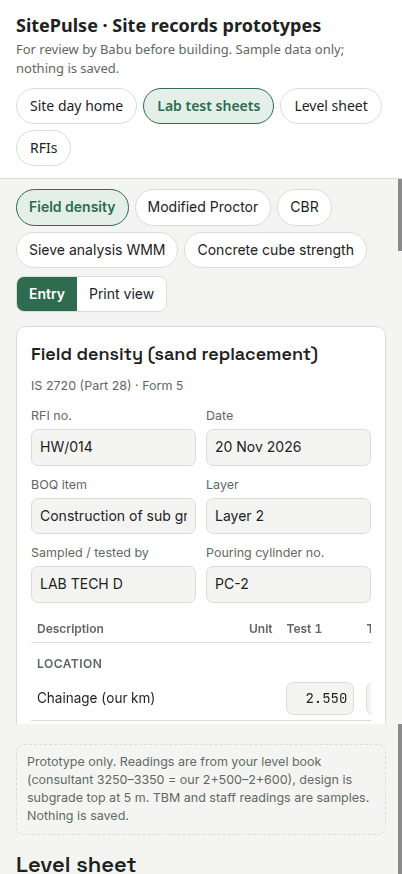 SitePulse · Site records prototypes
For review by Babu before building. Sample data only;
nothing is saved.
Site day home
Lab test sheets
Level sheet
RFIs
Field density
Modified Proctor
CBR
Sieve analysis WMM
Concrete cube strength
Entry
Print view
Field density (sand replacement)
IS 2720 (Part 28) · Form 5
RFI no.
Date
HW/014
20 Nov 2026
BOQ item
Layer
Construction of sub gr
Layer 2
Sampled / tested by
Pouring cylinder no.
LAB TECH D
PC-2
Description
Unit
Test 1
LOCATION
Chainage (our km)
2.550
Prototype only. Readings are from your level book
(consultant 3250–3350 = our 2+500–2+600), design is
subgrade top at 5 m. TBM and staff readings are samples.
Nothing is saved.
Level sheet